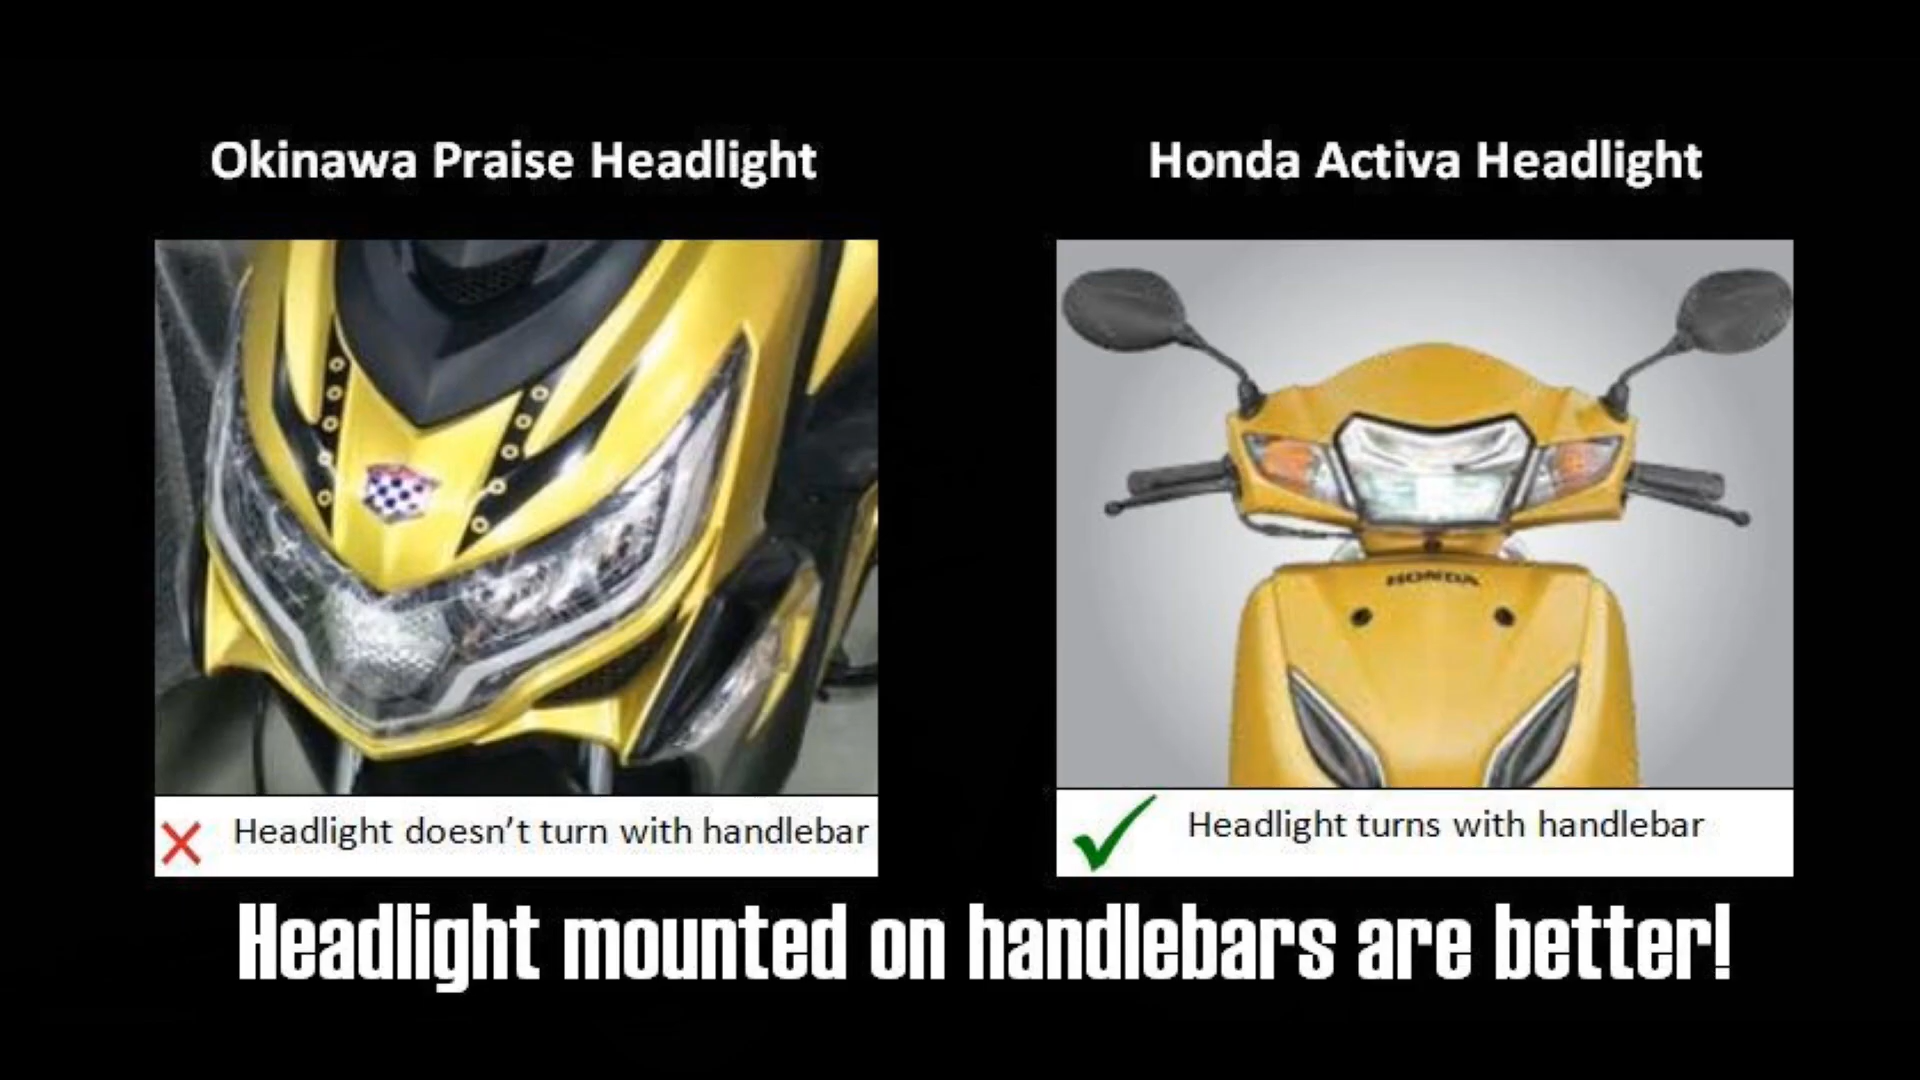 Okinawa Praise Headlight
Honda Activa Headlight
HONDA
Headlight doesn’t turn with handlebar
Headlight turns with handlebar
Headlight mounted on handlebars are better!